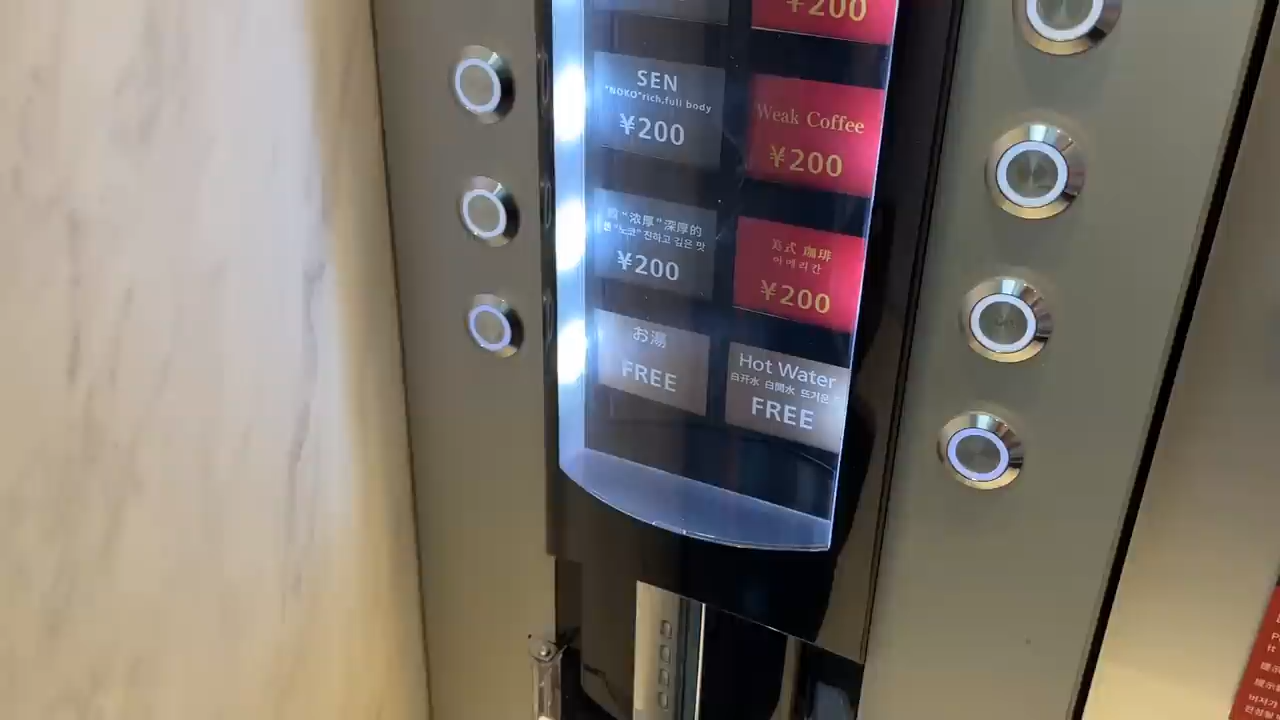 ¥200
SEN
"NOKO"rich,full body
¥200
Weak Coffee
¥200
"浓厚"深厚的
"노코" 진하고 깊은 맛
¥200
美式 珈琲
아메리칸
¥200
お湯
FREE
Hot Water
白开水 白開水 뜨거운
FREE